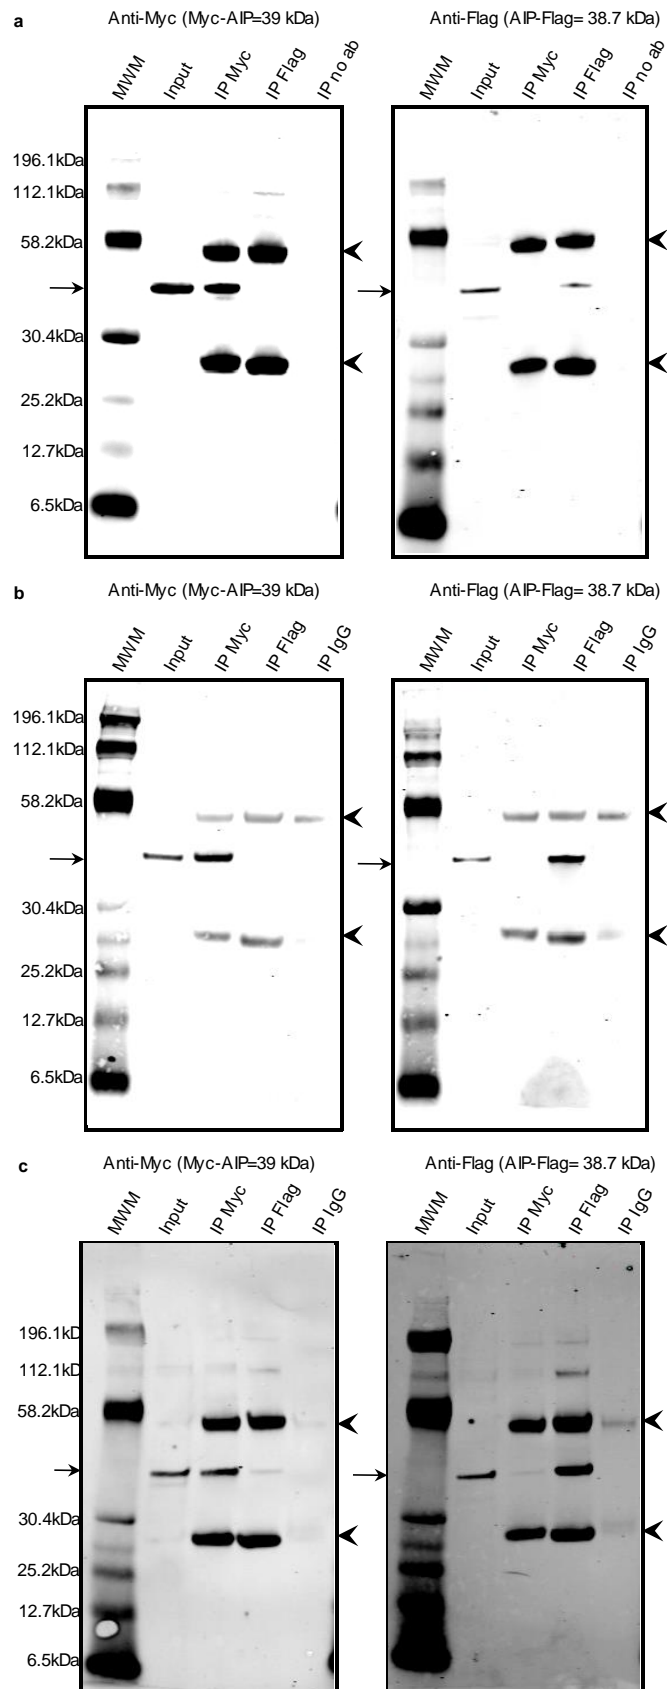 a
Anti-Myc (Myc-AIP=39 kDa)
Anti-Flag (AIP-Flag= 38.7 kDa)
MWM
Input
IP Myc
IP Flag
IP no ab
MWM
Input
IP Myc
IP Flag
IP no ab
196.1kDa
112.1kDa
58.2kDa
30.4kDa
25.2kDa
12.7kDa
6.5kDa
b
Anti-Myc (Myc-AIP=39 kDa)
Anti-Flag (AIP-Flag= 38.7 kDa)
MWM
Input
IP Myc
IP Flag
IP IgG
MWM
Input
IP Myc
IP Flag
IP IgG
196.1kDa
112.1kDa
58.2kDa
30.4kDa
25.2kDa
12.7kDa
6.5kDa
c
Anti-Myc (Myc-AIP=39 kDa)
Anti-Flag (AIP-Flag= 38.7 kDa)
MWM
Input
IP Myc
IP Flag
IP IgG
MWM
Input
IP Myc
IP Flag
IP IgG
196.1kD
112.1kD
58.2kDa
30.4kDa
25.2kDa
12.7kDa
6.5kDa